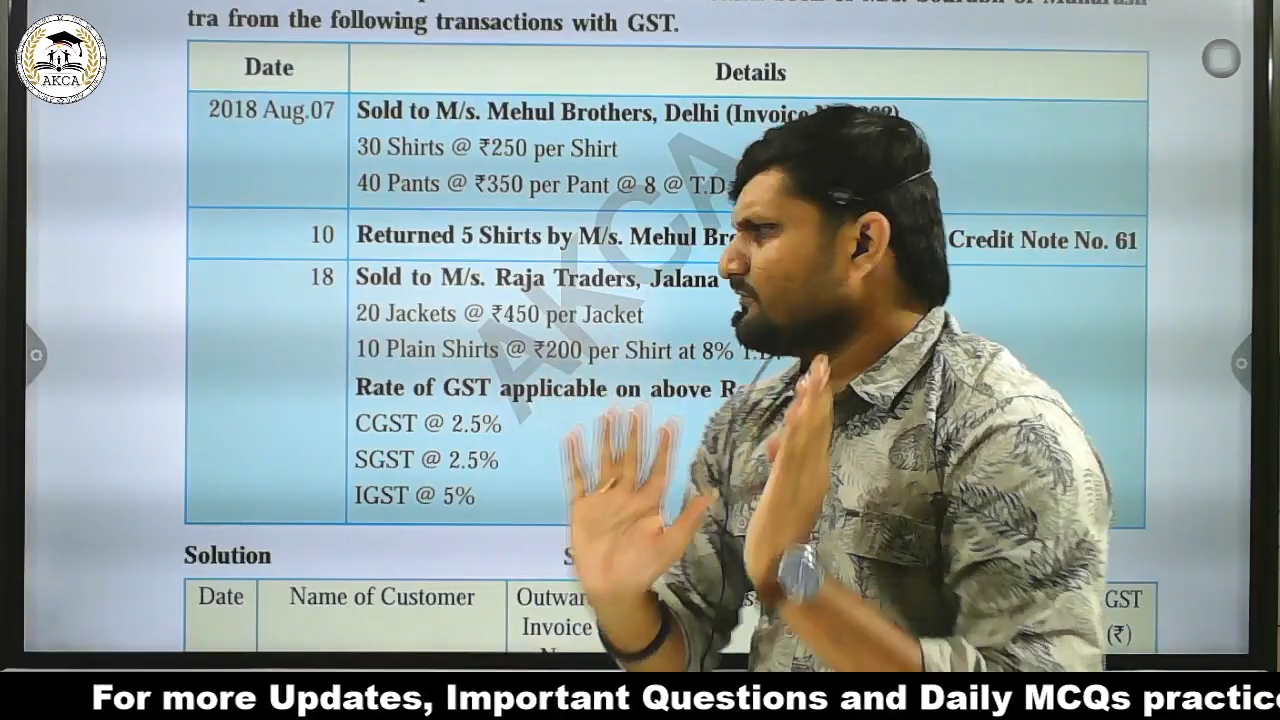 tra from the following transactions with GST.
AKCA
Date Details
2018 Aug.07 Sold to M/s. Mehul Brothers, Delhi (Invoice
30 Shirts @ ₹250 per Shirt
40 Pants @ ₹350 per Pant @ 8 @ T.D
10 Returned 5 Shirts by M/s. Mehul Credit Note No. 61
18 Sold to M/s. Raja Traders, Jalana
20 Jackets @ ₹450 per Jacket
10 Plain Shirts @ ₹200 per Shirt at 8%
Rate of GST applicable on above
CGST @ 2.5%
SGST @ 2.5%
IGST @ 5%
AKCA
Solution
Date Name of Customer GST
Invoice (₹)
For more Updates, Important Questions and Daily MCQs practice